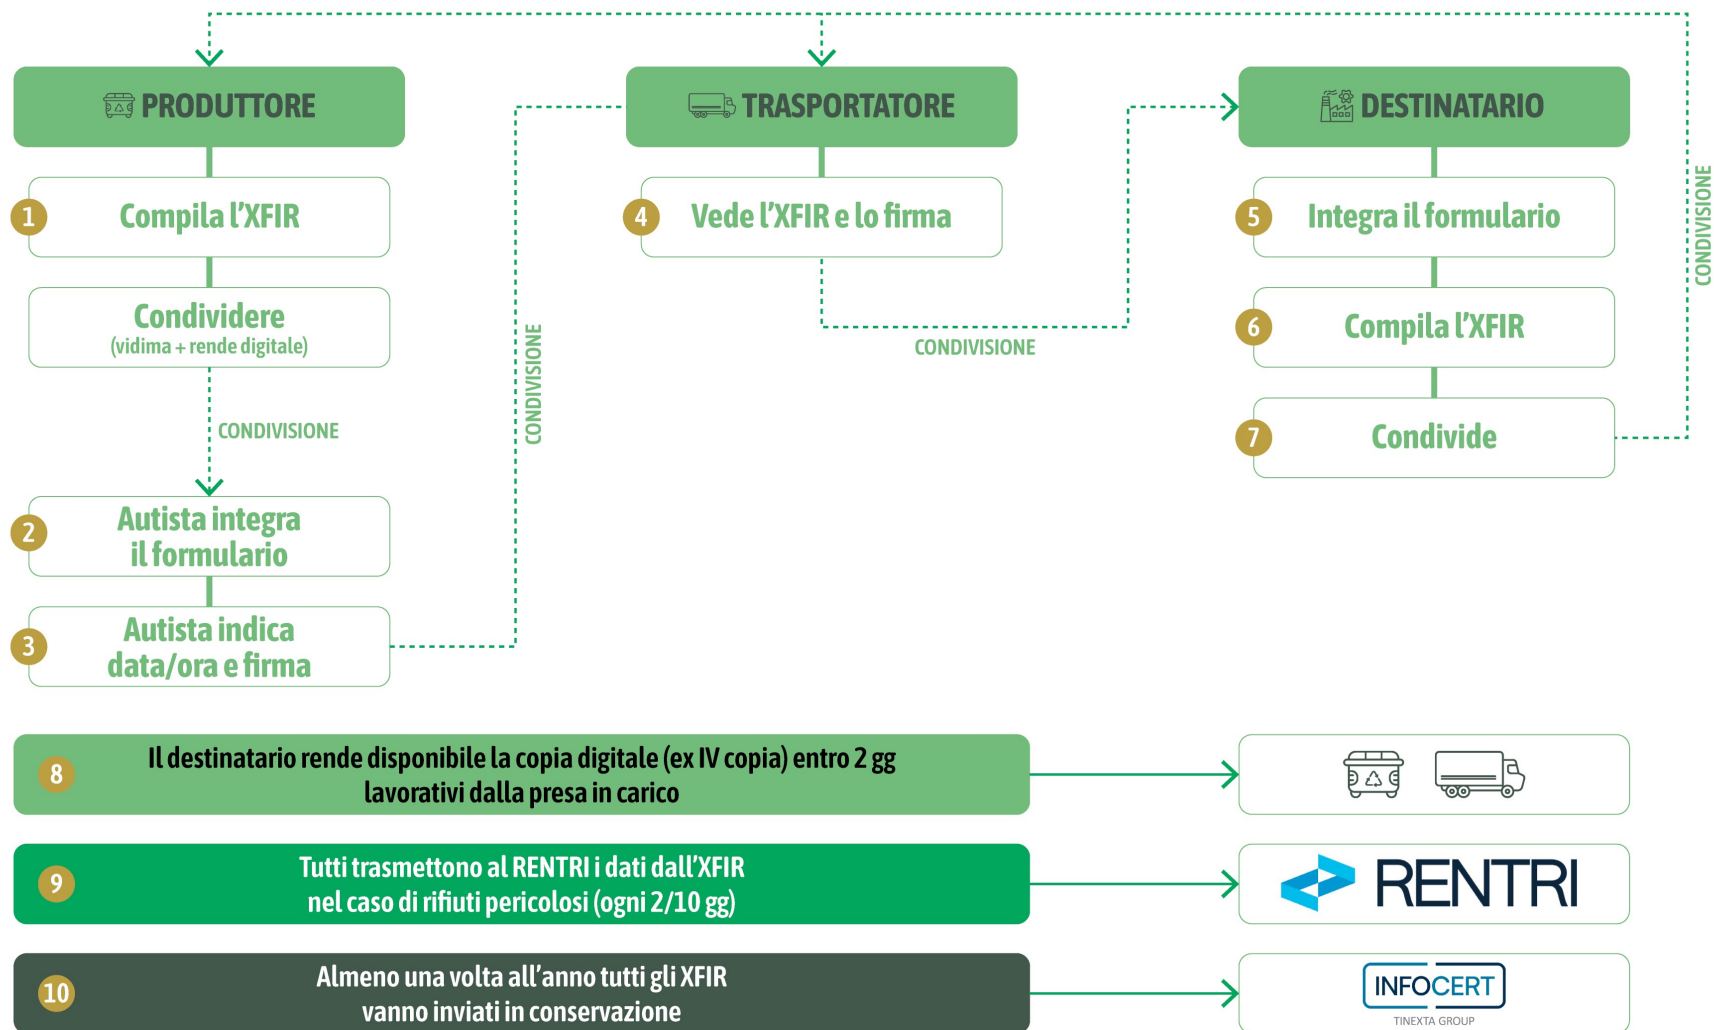 PRODUTTORE
1
Compila l'XFIR
Condividere
(vidima + rende digitale)
CONDIVISIONE
2
Autista integra
il formulario
3
Autista indica
data/ora e firma
CONDIVISIONE
TRASPORTATORE
4
Vede l'XFIR e lo firma
CONDIVISIONE
DESTINATARIO
5
Integra il formulario
6
Compila l'XFIR
7
Condivide
CONDIVISIONE
8
Il destinatario rende disponibile la copia digitale (ex IV copia) entro 2 gg
lavorativi dalla presa in carico
9
Tutti trasmettono al RENTRI i dati dall'XFIR
nel caso di rifiuti pericolosi (ogni 2/10 gg)
RENTRI
10
Almeno una volta all'anno tutti gli XFIR
vanno inviati in conservazione
INFOCERT
TINEXTA GROUP